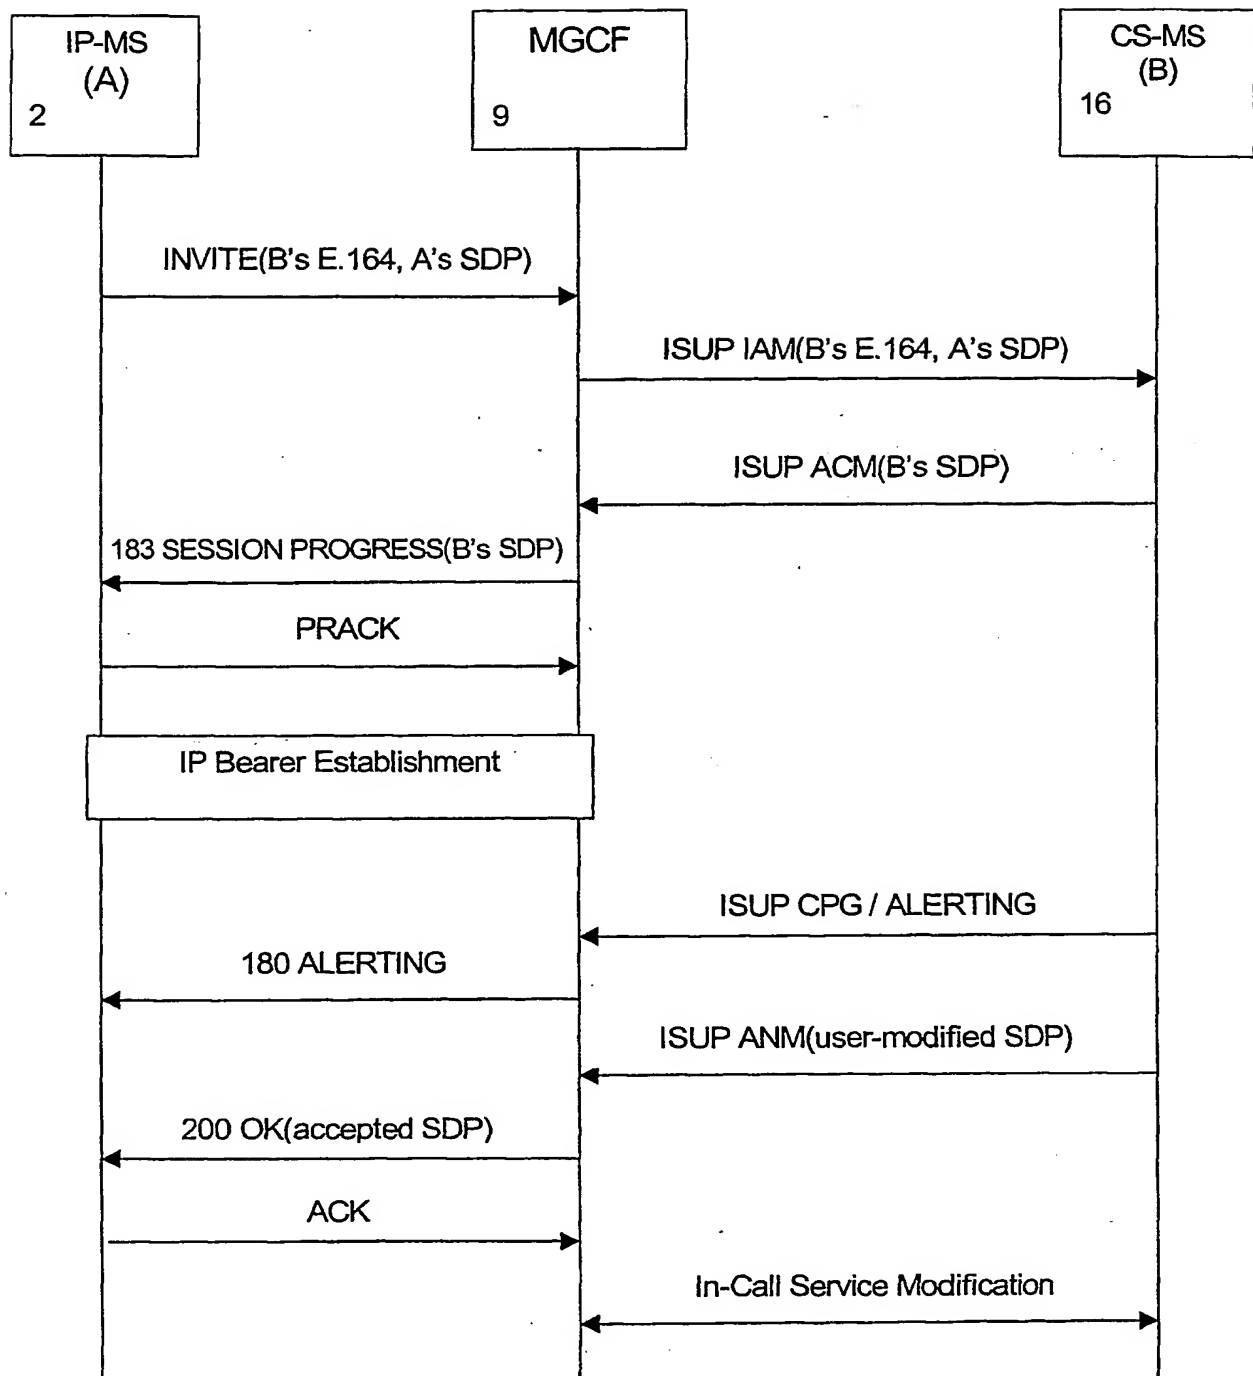 IP-MS
(A)
2
MGCF
9
CS-MS
(B)
16
INVITE(B's E.164, A's SDP)
ISUP IAM(B's E.164, A's SDP)
ISUP ACM(B's SDP)
183 SESSION PROGRESS(B's SDP)
PRACK
IP Bearer Establishment
ISUP CPG / ALERTING
180 ALERTING
ISUP ANM(user-modified SDP)
200 OK(accepted SDP)
ACK
In-Call Service Modification